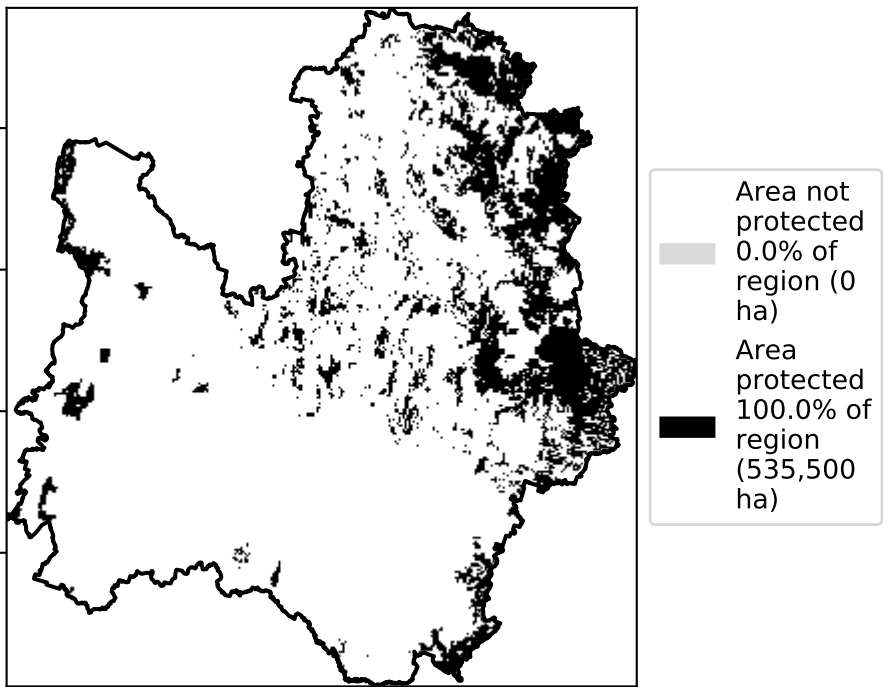 Area not
protected
0.0% of
region (0
ha)
Area
protected
100.0% of
region
(535,500
ha)